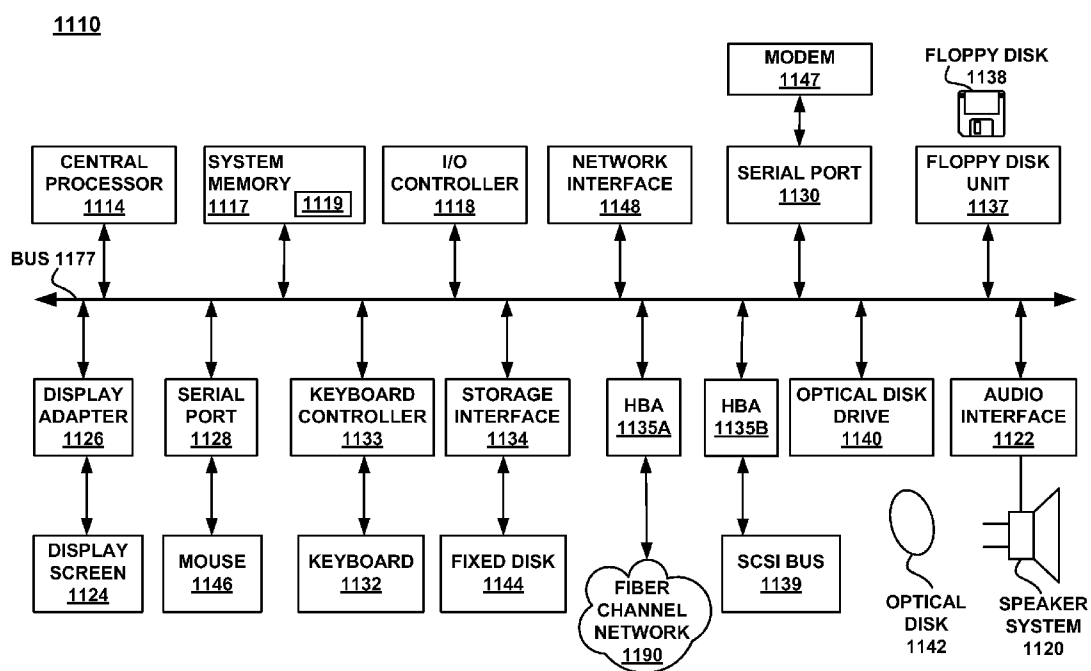 1110
MODEM
1147
FLOPPY DISK
1138
CENTRAL
PROCESSOR
1114
SYSTEM
MEMORY
1117
1119
I/O
CONTROLLER
1118
NETWORK
INTERFACE
1148
SERIAL PORT
1130
FLOPPY DISK
UNIT
1137
BUS 1177
DISPLAY
ADAPTER
1126
SERIAL
PORT
1128
KEYBOARD
CONTROLLER
1133
STORAGE
INTERFACE
1134
HBA
1135A
HBA
1135B
OPTICAL DISK
DRIVE
1140
AUDIO
INTERFACE
1122
DISPLAY
SCREEN
1124
MOUSE
1146
KEYBOARD
1132
FIXED DISK
1144
FIBER
CHANNEL
NETWORK
1190
SCSI BUS
1139
OPTICAL
DISK
1142
SPEAKER
SYSTEM
1120